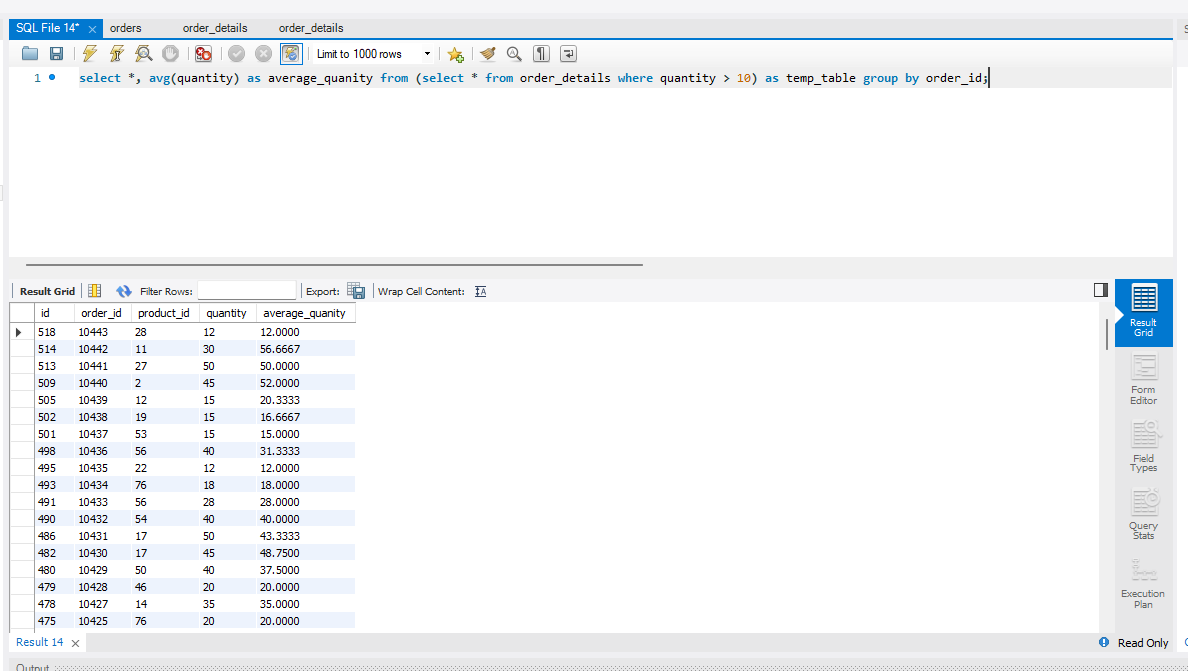 SQL File 14* orders order_details order_details
Limit to 1000 rows
1 select *, avg(quantity) as average_quanity from (select * from order_details where quantity > 10) as temp_table group by order_id;
Result Grid Filter Rows: Export: Wrap Cell Content:
id order_id product_id quantity average_quanity
518 10443 28 12 12.0000
514 10442 11 30 56.6667
513 10441 27 50 50.0000
509 10440 2 45 52.0000
505 10439 12 15 20.3333
502 10438 19 15 16.6667
501 10437 53 15 15.0000
498 10436 56 40 31.3333
495 10435 22 12 12.0000
493 10434 76 18 18.0000
491 10433 56 28 28.0000
490 10432 54 40 40.0000
486 10431 17 50 43.3333
482 10430 17 45 48.7500
480 10429 50 40 37.5000
479 10428 46 20 20.0000
478 10427 14 35 35.0000
475 10425 76 20 20.0000
Result
Grid
Form
Editor
Field
Types
Query
Stats
Execution
Plan
Result 14 Read Only
Output